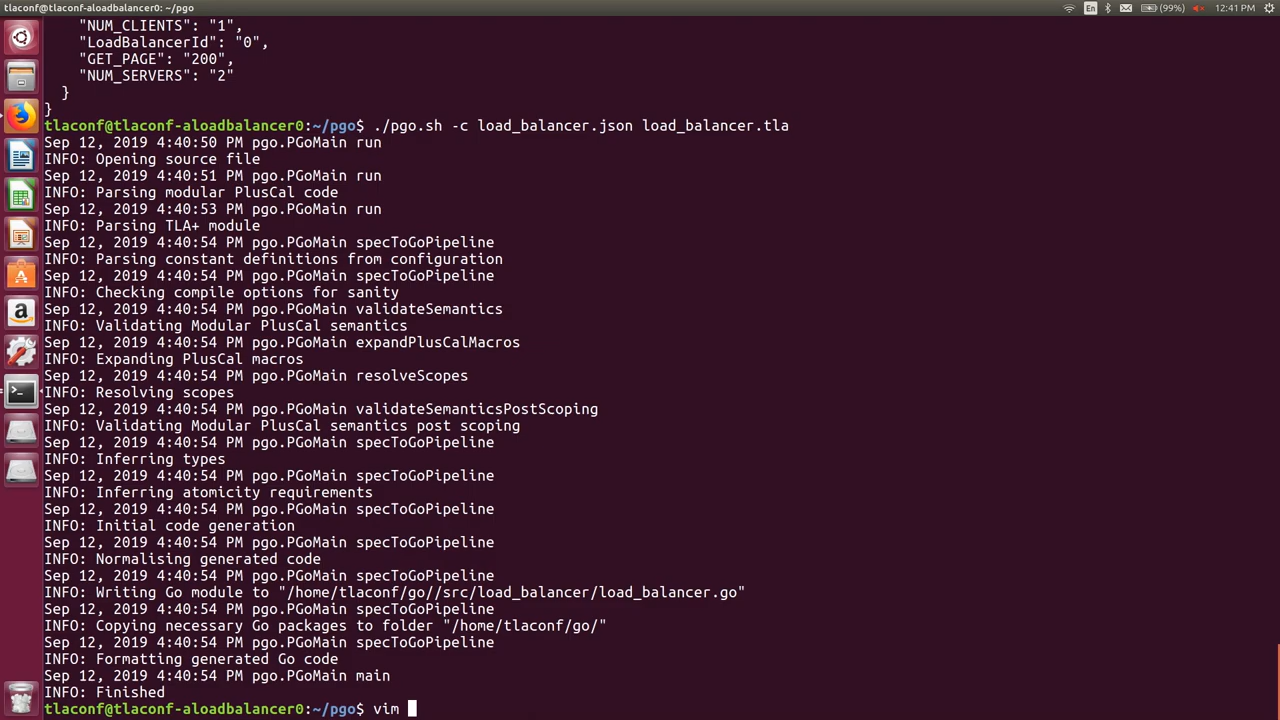 tlaconf@tlaconf-aloadbalancer0: ~/pgo
En
(99%)
12:41 PM
"NUM_CLIENTS": "1",
"LoadBalancerId": "0",
"GET_PAGE": "200",
"NUM_SERVERS": "2"
}
}
tlaconf@tlaconf-aloadbalancer0:~/pgo$ ./pgo.sh -c load_balancer.json load_balancer.tla
Sep 12, 2019 4:40:50 PM pgo.PGoMain run
INFO: Opening source file
Sep 12, 2019 4:40:51 PM pgo.PGoMain run
INFO: Parsing modular PlusCal code
Sep 12, 2019 4:40:53 PM pgo.PGoMain run
INFO: Parsing TLA+ module
Sep 12, 2019 4:40:54 PM pgo.PGoMain specToGoPipeline
INFO: Parsing constant definitions from configuration
Sep 12, 2019 4:40:54 PM pgo.PGoMain specToGoPipeline
INFO: Checking compile options for sanity
Sep 12, 2019 4:40:54 PM pgo.PGoMain validateSemantics
INFO: Validating Modular PlusCal semantics
Sep 12, 2019 4:40:54 PM pgo.PGoMain expandPlusCalMacros
INFO: Expanding PlusCal macros
Sep 12, 2019 4:40:54 PM pgo.PGoMain resolveScopes
INFO: Resolving scopes
Sep 12, 2019 4:40:54 PM pgo.PGoMain validateSemanticsPostScoping
INFO: Validating Modular PlusCal semantics post scoping
Sep 12, 2019 4:40:54 PM pgo.PGoMain specToGoPipeline
INFO: Inferring types
Sep 12, 2019 4:40:54 PM pgo.PGoMain specToGoPipeline
INFO: Inferring atomicity requirements
Sep 12, 2019 4:40:54 PM pgo.PGoMain specToGoPipeline
INFO: Initial code generation
Sep 12, 2019 4:40:54 PM pgo.PGoMain specToGoPipeline
INFO: Normalising generated code
Sep 12, 2019 4:40:54 PM pgo.PGoMain specToGoPipeline
INFO: Writing Go module to "/home/tlaconf/go//src/load_balancer/load_balancer.go"
Sep 12, 2019 4:40:54 PM pgo.PGoMain specToGoPipeline
INFO: Copying necessary Go packages to folder "/home/tlaconf/go/"
Sep 12, 2019 4:40:54 PM pgo.PGoMain specToGoPipeline
INFO: Formatting generated Go code
Sep 12, 2019 4:40:54 PM pgo.PGoMain main
INFO: Finished
tlaconf@tlaconf-aloadbalancer0:~/pgo$ vim